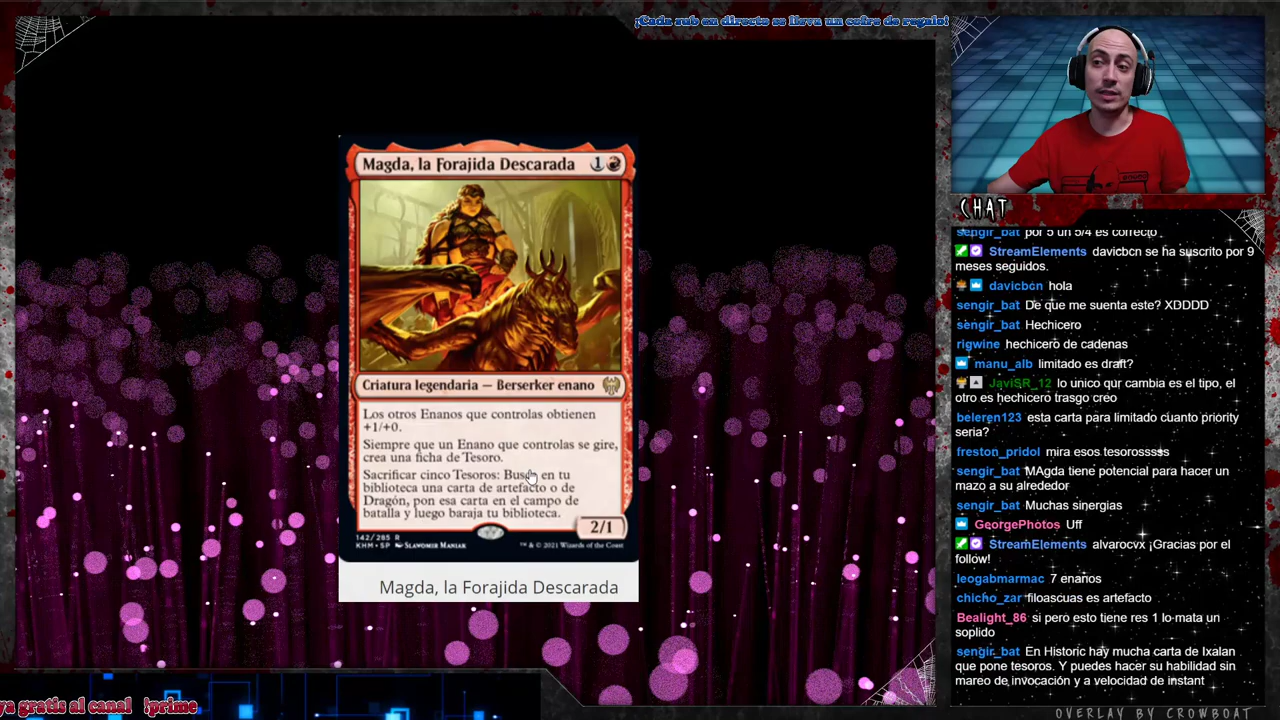 ¡Cada sub en directo se lleva un cofre de regalo!
Magda, la Forajida Descarada 1
Criatura legendaria — Berserker enano
Los otros Enanos que controlas obtienen
+1/+0.
Siempre que un Enano que controlas se gire,
crea una ficha de Tesoro.
Sacrificar cinco Tesoros: Busca en tu
biblioteca una carta de artefacto o de
Dragón, pon esa carta en el campo de
batalla y luego baraja tu biblioteca.
2/1
142/285 R
KHM • SP SLAWOMIR MANIAK
™ & © 2021 Wizards of the Coast
Magda, la Forajida Descarada
CHAT
sengir_bat por 5 un 5/4 es correcto
StreamElements davicbcn se ha suscrito por 9
meses seguidos.
davicbcn hola
sengir_bat De que me suenta este? XDDDD
sengir_bat Hechicero
rigwine hechicero de cadenas
manu_alb limitado es draft?
JaviSR_12 lo unico qur cambia es el tipo, el
otro es hechicero trasgo creo
beleren123 esta carta para limitado cuanto priority
seria?
freston_pridol mira esos tesorosssss
sengir_bat MAgda tiene potencial para hacer un
mazo a su alrededor
sengir_bat Muchas sinergias
GeorgePhotos Uff
StreamElements alvarocvx ¡Gracias por el
follow!
leogabmarmac 7 enanos
chicho_zar filoascuas es artefacto
Bealight_86 si pero esto tiene res 1 lo mata un
soplido
sengir_bat En Historic hay mucha carta de Ixalan
que pone tesoros. Y puedes hacer su habilidad sin
mareo de invocación y a velocidad de instant
ya gratis al canal !prime
OVERLAY BY CROWBOAT